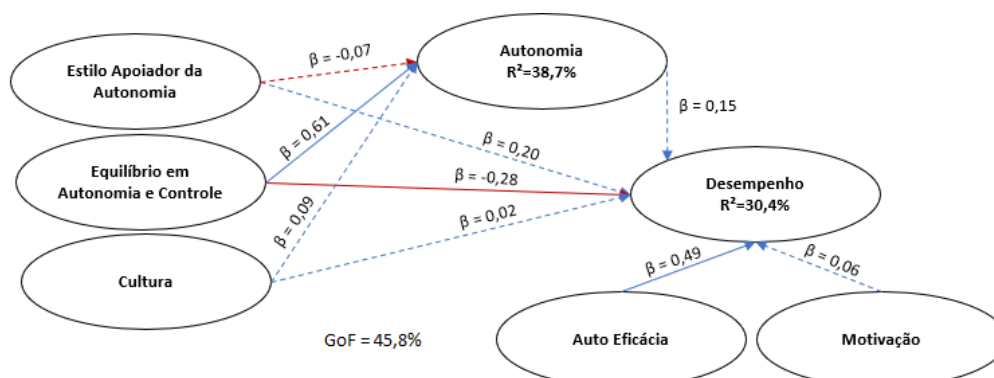 Estilo Apoiador da
Autonomia
Equilíbrio em
Autonomia e Controle
Cultura
β = -0,07
β = 0,61
β = 0,09
β = 0,20
β = -0,28
β = 0,02
Autonomia
R²=38,7%
β = 0,15
Desempenho
R²=30,4%
β = 0,49
β = 0,06
GoF = 45,8%
Auto Eficácia
Motivação